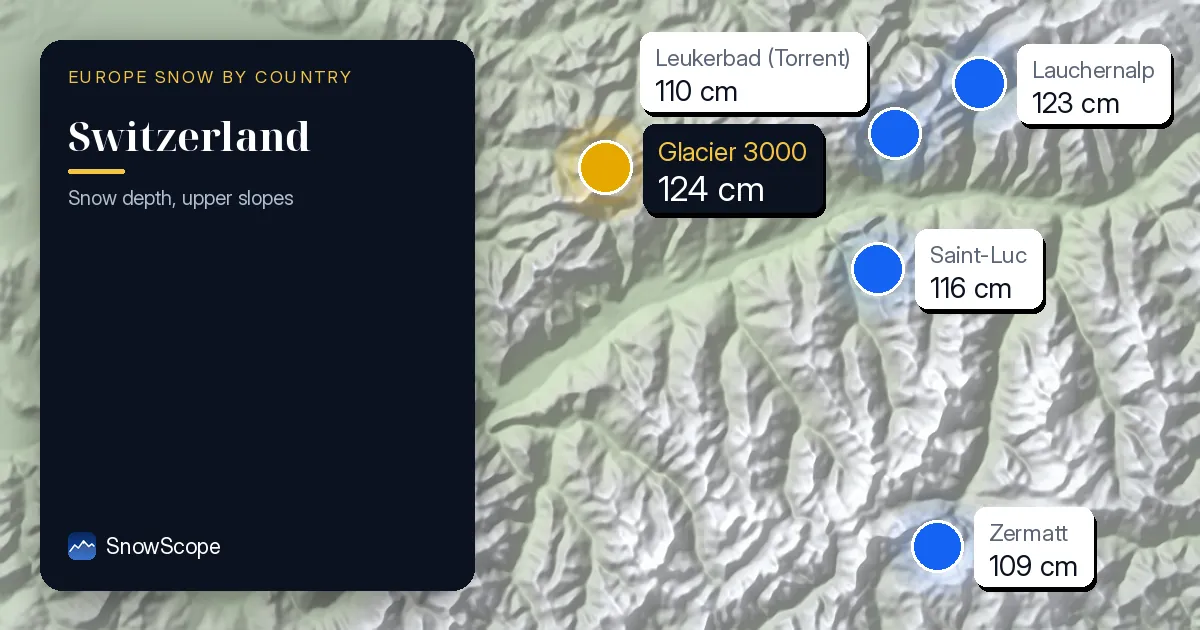 EUROPE SNOW BY COUNTRY
Switzerland
Snow depth, upper slopes
SnowScope
Leukerbad (Torrent)
110 cm
Lauchernalp
123 cm
Glacier 3000
124 cm
Saint-Luc
116 cm
Zermatt
109 cm